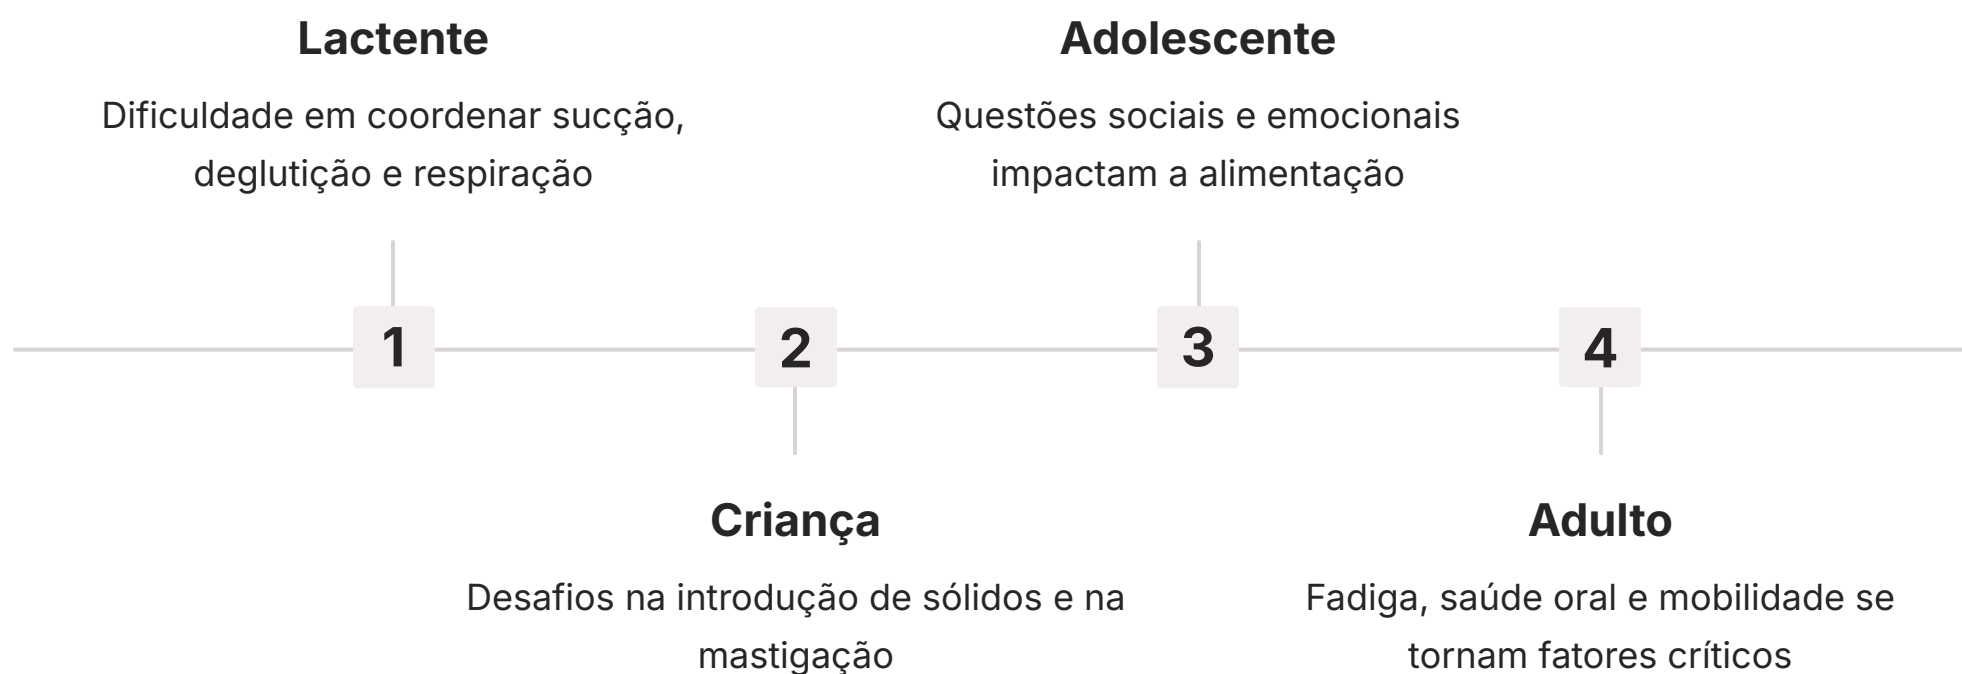 Lactente
Dificuldade em coordenar sucção,
deglutição e respiração
Adolescente
Questões sociais e emocionais
impactam a alimentação
1
2
3
4
Criança
Desafios na introdução de sólidos e na
mastigação
Adulto
Fadiga, saúde oral e mobilidade se
tornam fatores críticos